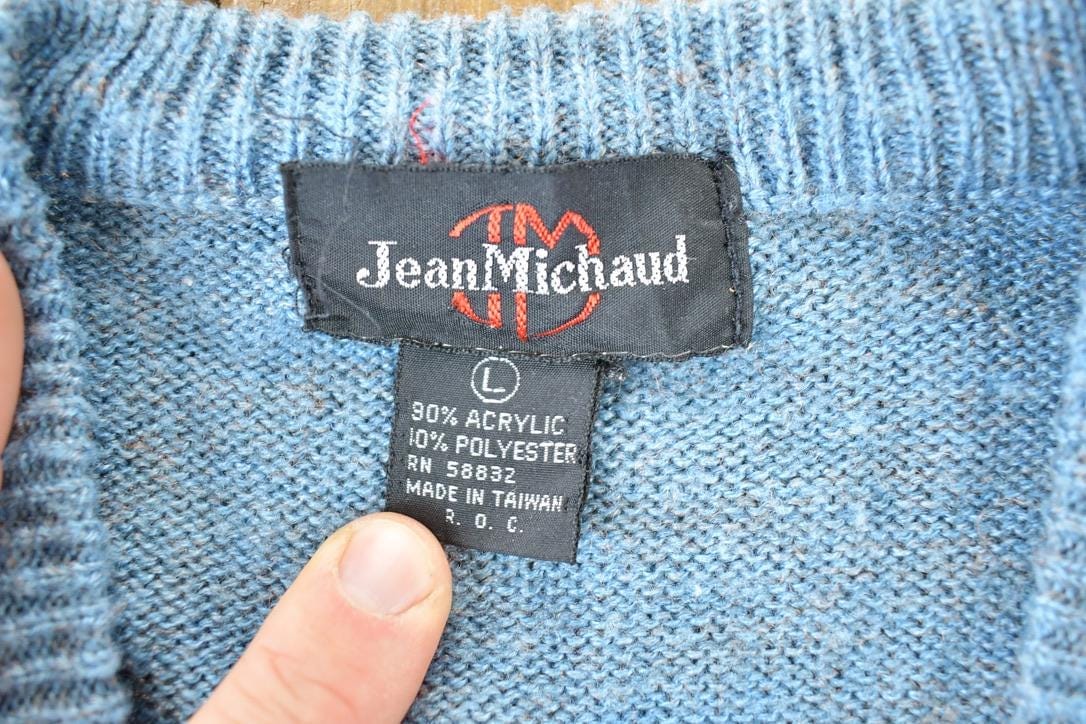 JM
JeanMichaud
L
90% ACRYLIC
10% POLYESTER
RN 58832
MADE IN TAIWAN
R. O. C.